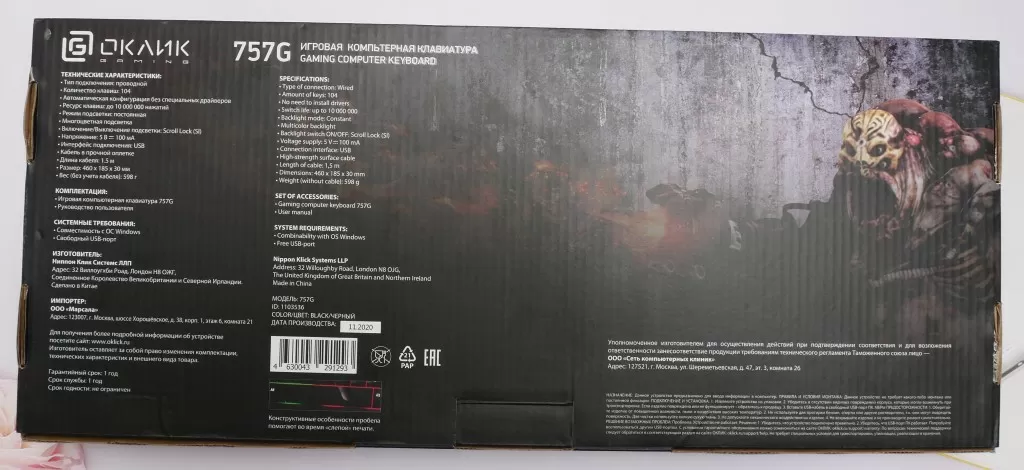 ОКЛИК
GAMING
757G
ИГРОВАЯ КОМПЬТЕРНАЯ КЛАВИАТУРА
GAMING COMPUTER KEYBOARD
ТЕХНИЧЕСКИЕ ХАРАКТЕРИСТИКИ:
• Тип подключения: проводной
• Количество клавиш: 104
• Автоматическая конфигурация без специальных драйверов
• Ресурс клавиш: до 10 000 000 нажатий
• Режим подсветки: постоянная
• Многоцветная подсветка
• Включение/Выключение подсветки: Scroll Lock (Sl)
• Напряжение: 5 В = 100 мА
• Интерфейс подключения: USB
• Кабель в прочной оплетке
• Длина кабеля: 1,5 м
• Размер: 460 x 185 x 30 мм
• Вес (без учета кабеля): 598 г
КОМПЛЕКТАЦИЯ:
• Игровая компьютерная клавиатура 757G
• Руководство пользователя
СИСТЕМНЫЕ ТРЕБОВАНИЯ:
• Совместимость с ОС Windows
• Свободный USB-порт
ИЗГОТОВИТЕЛЬ:
Ниппон Клик Системс ЛЛП
Адрес: 32 Виллоугхби Роад, Лондон Н8 ОЖГ,
Соединенное Королевство Великобритании и Северной Ирландии.
Сделано в Китае
ИМПОРТЕР:
ООО «Марсала»
Адрес: 123007, г. Москва, шоссе Хорошёвское, д. 38, корп. 1, этаж 6, комната 21
Для получения более подробной информации об устройстве
посетите сайт: www.oklick.ru
Изготовитель оставляет за собой право изменения комплектации,
технических характеристик и внешнего вида товара.
Гарантийный срок: 1 год
Срок службы: 1 год
Срок годности: не ограничен
SPECIFICATIONS:
• Type of connection: Wired
• Amount of keys: 104
• No need to install drivers
• Switch life: up to 10 000 000
• Backlight mode: Constant
• Multicolor backlight
• Backlight switch ON/OFF: Scroll Lock (Sl)
• Voltage supply: 5 V = 100 mA
• Connection interface: USB
• High-strength surface cable
• Length of cable: 1,5 m
• Dimensions: 460 x 185 x 30 mm
• Weight (without cable): 598 g
SET OF ACCESSORIES:
• Gaming computer keyboard 757G
• User manual
SYSTEM REQUIREMENTS:
• Combinability with OS Windows
• Free USB-port
Nippon Klick Systems LLP
Address: 32 Willoughby Road, London N8 OJG,
The United Kingdom of Great Britain and Northern Ireland
Made in China
МОДЕЛЬ: 757G
ID: 1103536
COLOR/ЦВЕТ: BLACK/ЧЕРНЫЙ
ДАТА ПРОИЗВОДСТВА: 11.2020
4 630043 291293
PAP
EAC
Конструктивные особенности пробела
помогают во время «слепой» печати.
Уполномоченное изготовителем для осуществления действий при подтверждении соответствия и для возложения
ответственности за несоответствие продукции требованиям технического регламента Таможенного союза лицо —
ООО «Сеть компьютерных клиник»
Адрес: 127521, г. Москва, ул. Шереметьевская, д. 47, эт. 3, комната 26